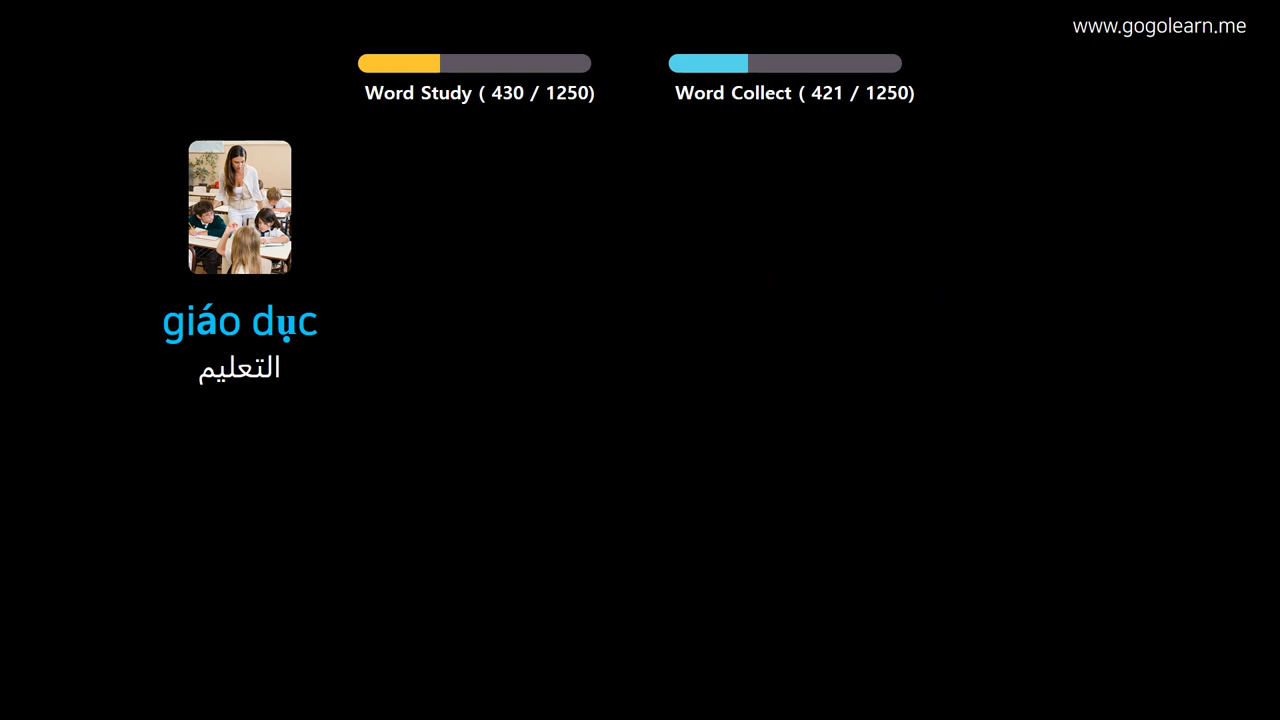 www.gogolearn.me
Word Study ( 430 / 1250)
Word Collect ( 421 / 1250)
giáo dục
التعليم